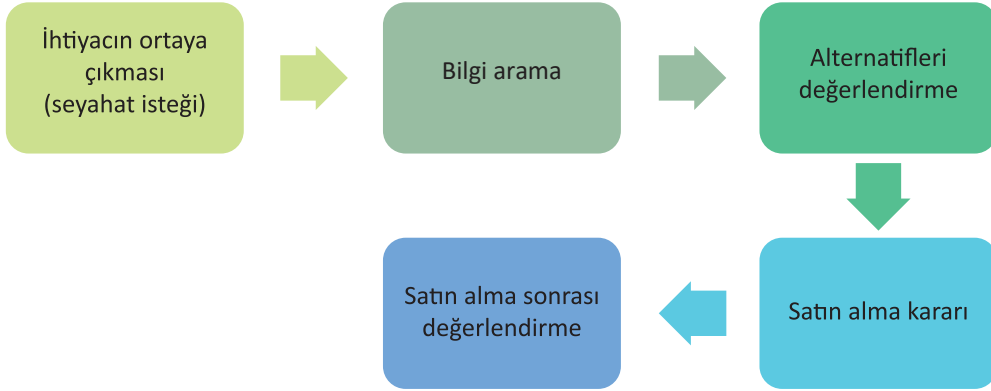 İhtiyacın ortaya
çıkması
(seyahat isteği)
Bilgi arama
Alternatifleri
değerlendirme
Satın alma kararı
Satın alma sonrası
değerlendirme